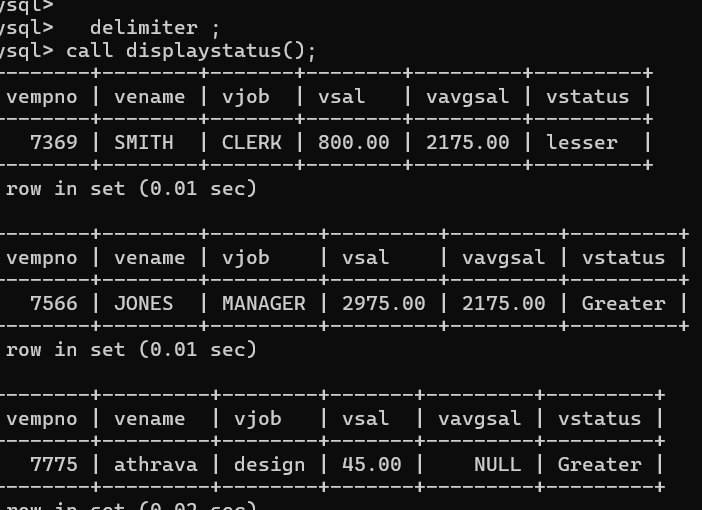 ysql>
ysql>   delimiter ;
ysql> call displaystatus();
-------+--------+-------+--------+---------+---------+
vempno | vename | vjob  | vsal   | vavgsal | vstatus |
-------+--------+-------+--------+---------+---------+
  7369 | SMITH  | CLERK | 800.00 | 2175.00 | lesser  |
-------+--------+-------+--------+---------+---------+
row in set (0.01 sec)
-------+--------+---------+---------+---------+---------+
vempno | vename | vjob    | vsal    | vavgsal | vstatus |
-------+--------+---------+---------+---------+---------+
  7566 | JONES  | MANAGER | 2975.00 | 2175.00 | Greater |
-------+--------+---------+---------+---------+---------+
row in set (0.01 sec)
-------+---------+--------+-------+---------+---------+
vempno | vename  | vjob   | vsal  | vavgsal | vstatus |
-------+---------+--------+-------+---------+---------+
  7775 | athrava | design | 45.00 |    NULL | Greater |
-------+---------+--------+-------+---------+---------+
row in set (0.02 sec)